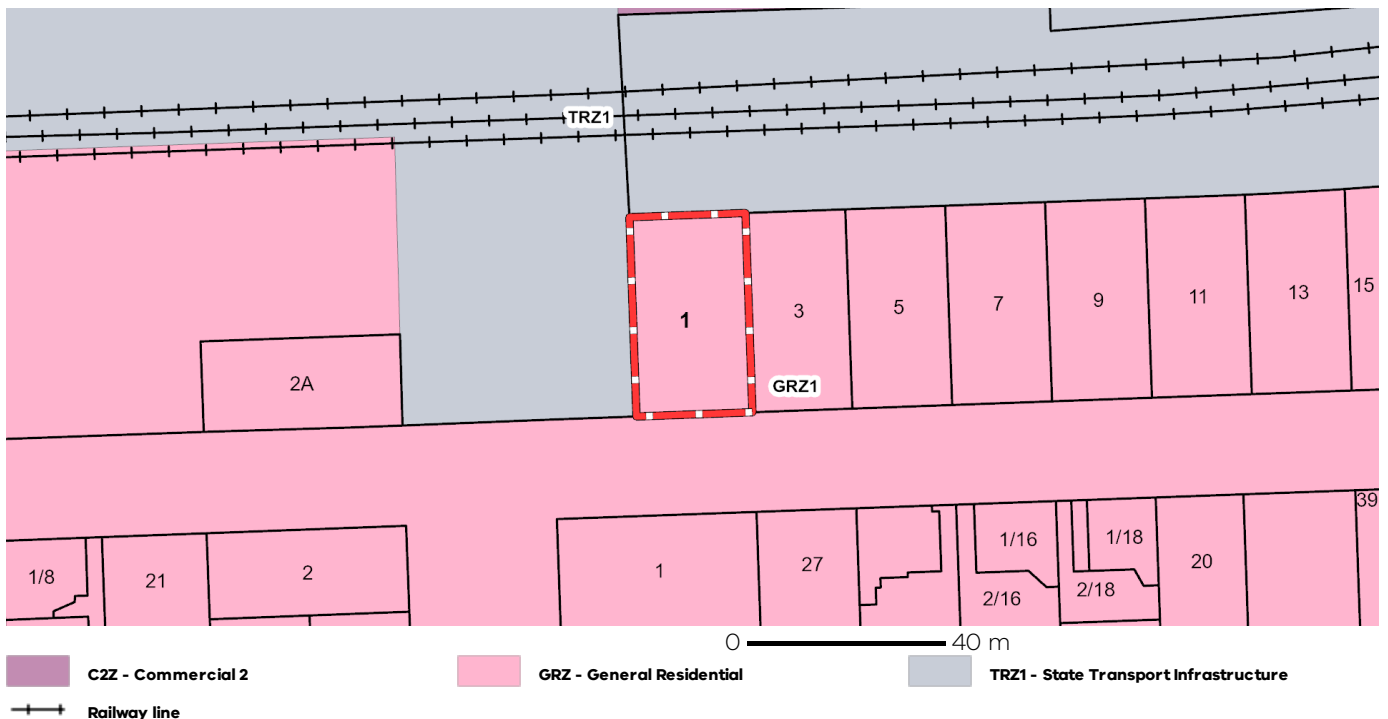 TRZ1
1 3 5 7 9 11 13 15
2A
GRZ1
39
1/8 21 2 1 27 1/16 1/18 20
2/16 2/18
0 40 m
C2Z - Commercial 2 GRZ - General Residential TRZ1 - State Transport Infrastructure
Railway line